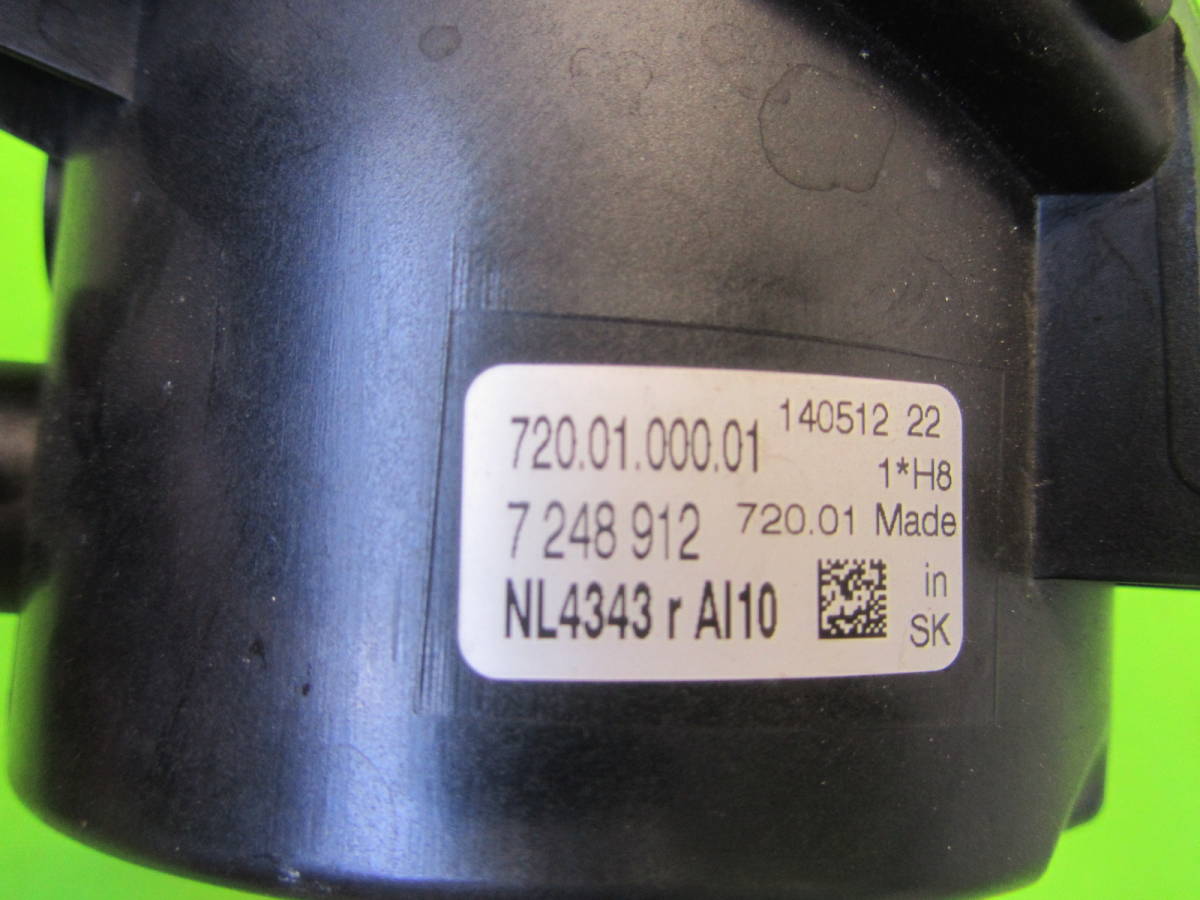 720.01.000.01 140512 22
1*H8
7 248 912 720.01 Made
in
NL4343 r AI10 SK